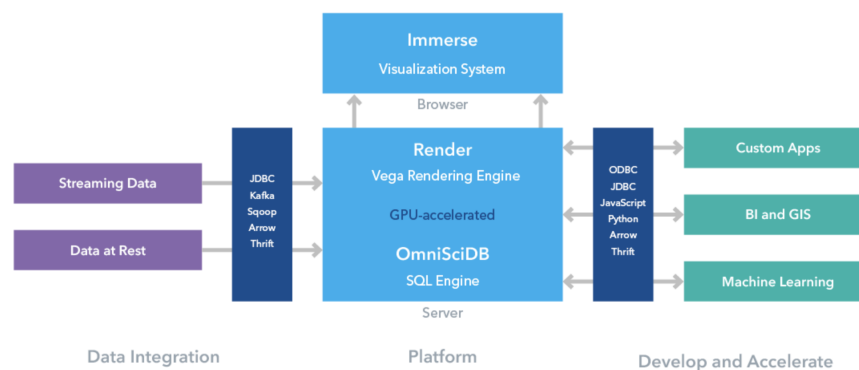 Immerse
Visualization System
Browser
Streaming Data
Data at Rest
JDBC
Kafka
Sqoop
Arrow
Thrift
Render
Vega Rendering Engine
GPU-accelerated
OmniSciDB
SQL Engine
Server
ODBC
JDBC
JavaScript
Python
Arrow
Thrift
Custom Apps
BI and GIS
Machine Learning
Data Integration
Platform
Develop and Accelerate